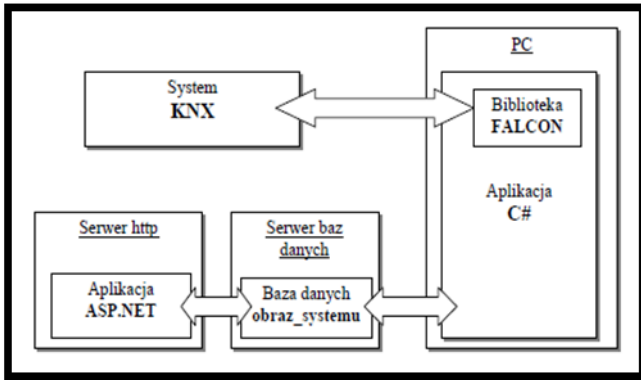 PC
System
KNX
Biblioteka
FALCON
Aplikacja
C#
Serwer http
Aplikacja
ASP.NET
Serwer baz
danych
Baza danych
obraz_systemu